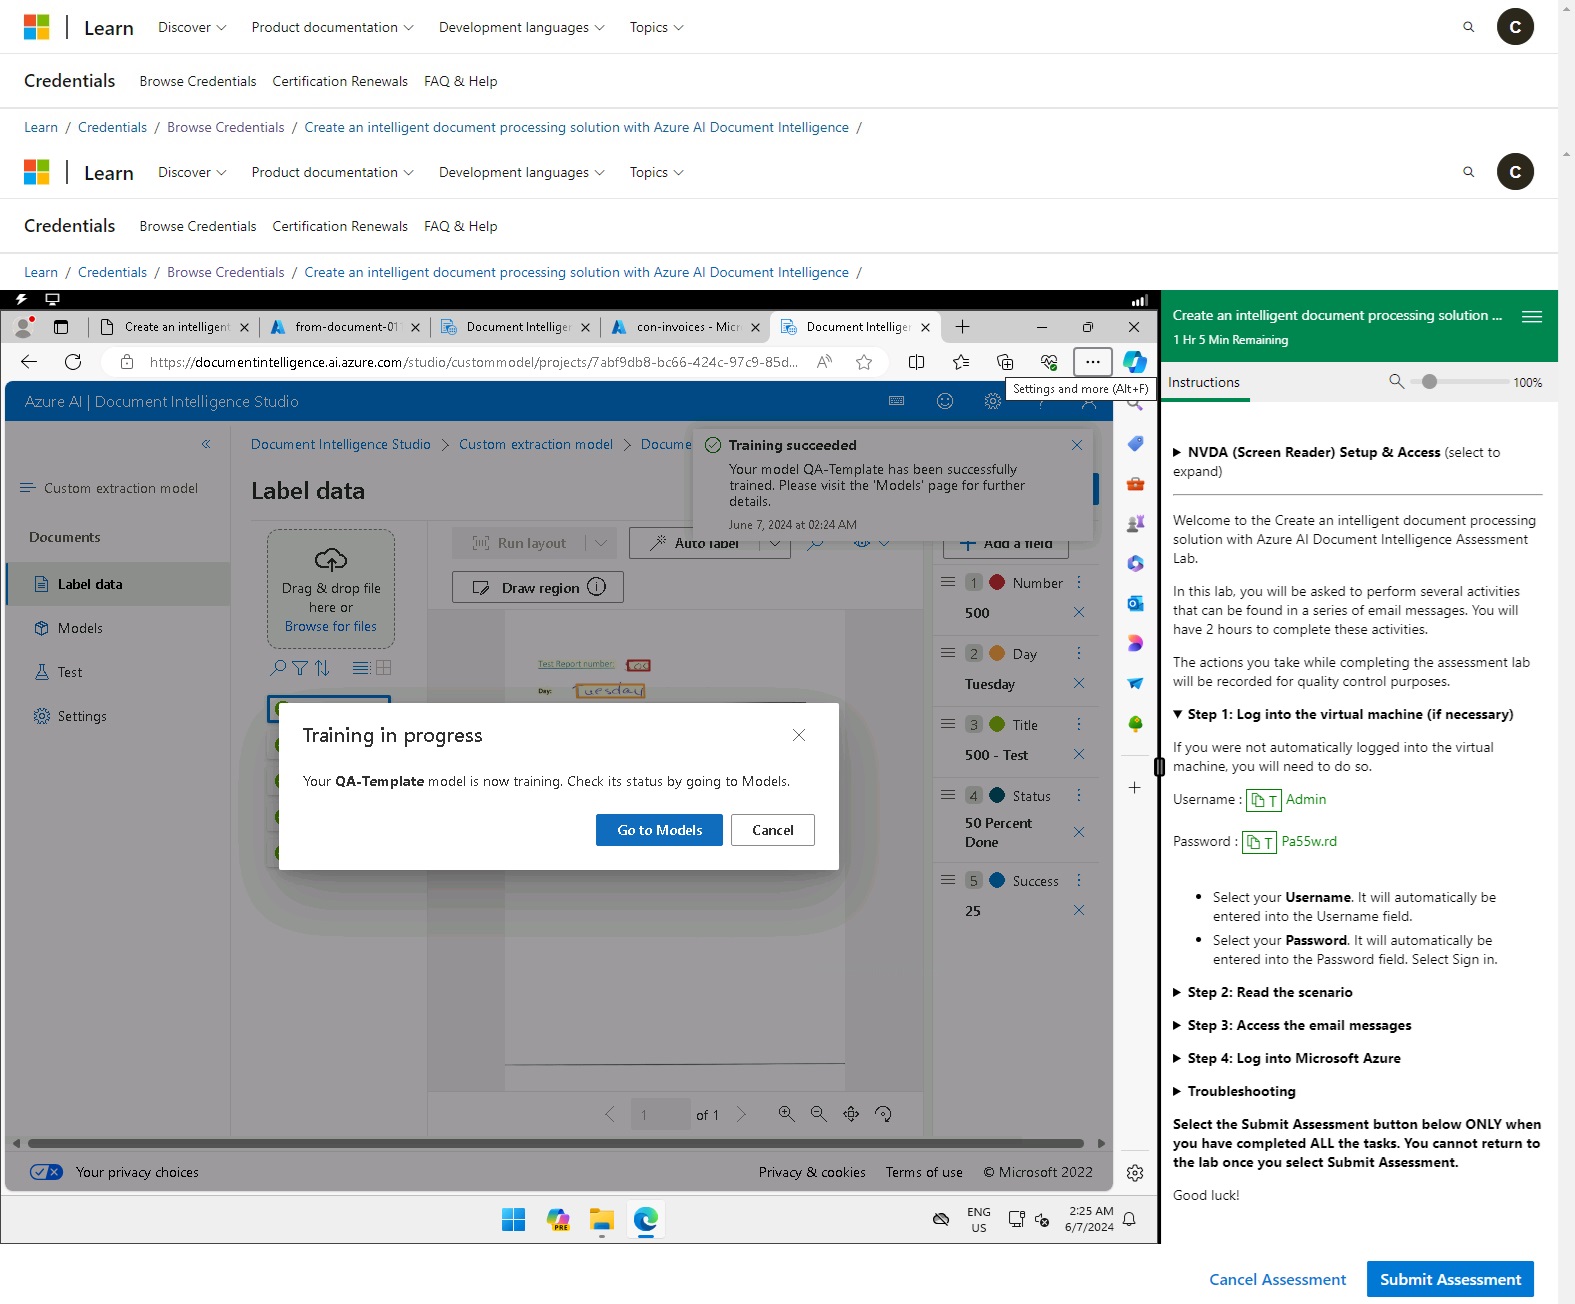 Learn Discover Product documentation Development languages Topics C
Credentials Browse Credentials Certification Renewals FAQ & Help
Learn / Credentials / Browse Credentials / Create an intelligent document processing solution with Azure AI Document Intelligence /
Learn Discover Product documentation Development languages Topics C
Credentials Browse Credentials Certification Renewals FAQ & Help
Learn / Credentials / Browse Credentials / Create an intelligent document processing solution with Azure AI Document Intelligence /
Create an intelligent from-document-011 Document Intelligen con-invoices - Micr Document Intelligen
https://documentintelligence.ai.azure.com/studio/custommodel/projects/7abf9db8-bc66-424c-97c9-85d...
Settings and more (Alt+F)
Azure AI | Document Intelligence Studio
Document Intelligence Studio > Custom extraction model > Docume
Training succeeded
Your model QA-Template has been successfully
trained. Please visit the 'Models' page for further
details.
June 7, 2024 at 02:24 AM
Custom extraction model
Documents
Label data
Models
Test
Settings
Label data
Drag & drop file
here or
Browse for files
Run layout
Auto label
Draw region
Add a field
Test Report number:
Day: Tuesday
1 Number
500
2 Day
Tuesday
3 Title
500 - Test
4 Status
50 Percent
Done
5 Success
25
Training in progress
Your QA-Template model is now training. Check its status by going to Models.
Go to Models Cancel
1 of 1
Your privacy choices
Privacy & cookies Terms of use © Microsoft 2022
PRE
ENG
US
2:25 AM
6/7/2024
Create an intelligent document processing solution ...
1 Hr 5 Min Remaining
Instructions 100%
NVDA (Screen Reader) Setup & Access (select to
expand)
Welcome to the Create an intelligent document processing
solution with Azure AI Document Intelligence Assessment
Lab.
In this lab, you will be asked to perform several activities
that can be found in a series of email messages. You will
have 2 hours to complete these activities.
The actions you take while completing the assessment lab
will be recorded for quality control purposes.
Step 1: Log into the virtual machine (if necessary)
If you were not automatically logged into the virtual
machine, you will need to do so.
Username : T Admin
Password : T Pa55w.rd
• Select your Username. It will automatically be
entered into the Username field.
• Select your Password. It will automatically be
entered into the Password field. Select Sign in.
Step 2: Read the scenario
Step 3: Access the email messages
Step 4: Log into Microsoft Azure
Troubleshooting
Select the Submit Assessment button below ONLY when
you have completed ALL the tasks. You cannot return to
the lab once you select Submit Assessment.
Good luck!
Cancel Assessment Submit Assessment